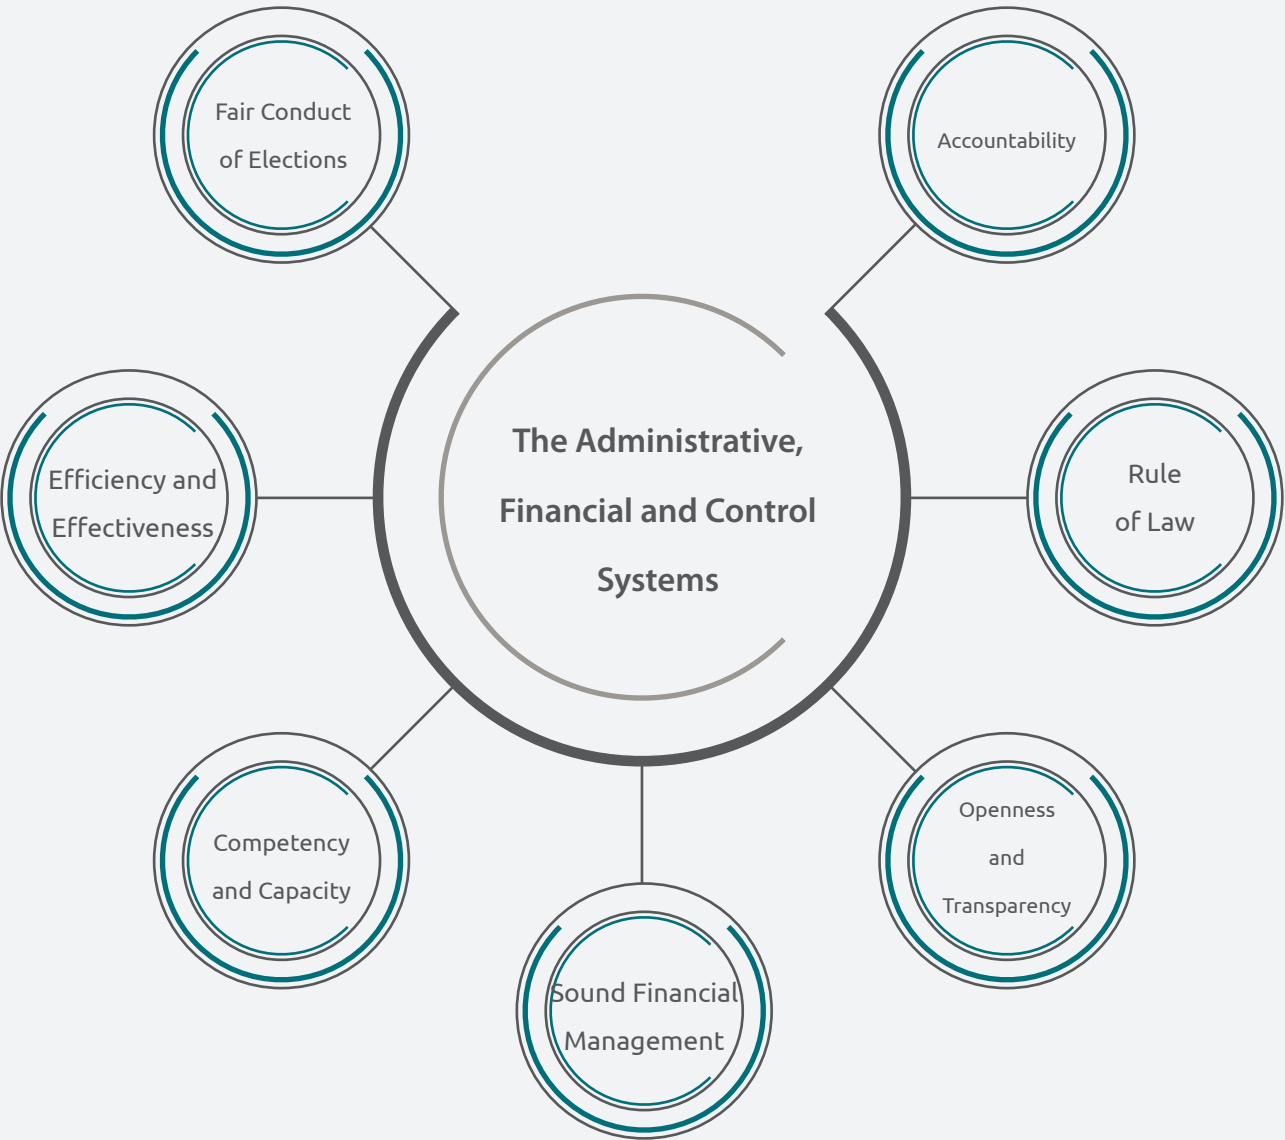 Fair Conduct
of Elections
Accountability
The Administrative,
Financial and Control
Systems
Efficiency and
Effectiveness
Rule
of Law
Competency
and Capacity
Openness
and
Transparency
Sound Financial
Management